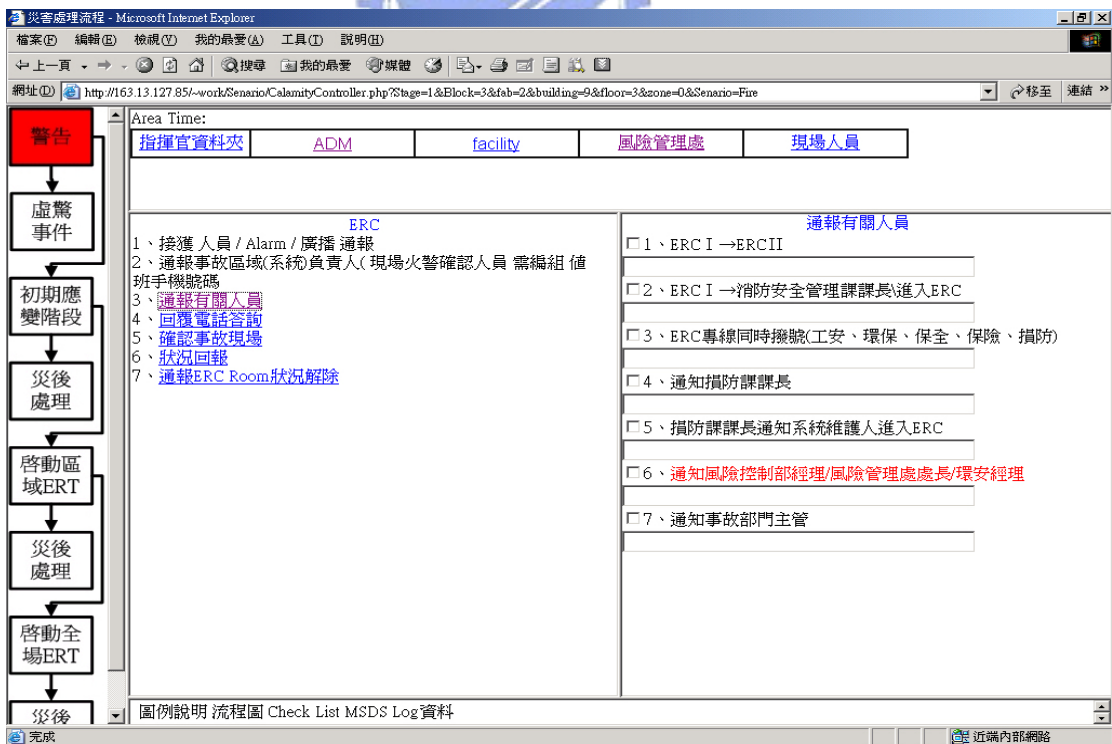 災害處理流程 - Microsoft Internet Explorer
檔案(F) 編輯(E) 檢視(V) 我的最愛(A) 工具(T) 說明(H)
上一頁 搜尋 我的最愛 媒體
網址(D) http://163.13.127.85/~work/Senario/CalamityController.php?Stage=1&Block=3&fab=2&building=9&floor=3&zone=0&Senario=Fire 移至 連結 »
警告
虛驚
事件
初期應
變階段
災後
處理
啓動區
域ERT
災後
處理
啓動全
場ERT
災後
Area Time:
指揮官資料夾 ADM facility 風險管理處 現場人員
ERC
1、接獲 人員 / Alarm / 廣播 通報
2、通報事故區域(系統)負責人( 現場火警確認人員 需編組 值
班手機號碼
3、通報有關人員
4、回覆電話答詢
5、確認事故現場
6、狀況回報
7、通報ERC Room狀況解除
通報有關人員
1、ERC I →ERCII
2、ERC I →消防安全管理課課長\進入ERC
3、ERC專線同時撥號(工安、環保、保全、保險、損防)
4、通知損防課課長
5、損防課課長通知系統維護人進入ERC
6、通知風險控制部經理/風險管理處處長/環安經理
7、通知事故部門主管
圖例說明 流程圖 Check List MSDS Log資料
完成 近端內部網路